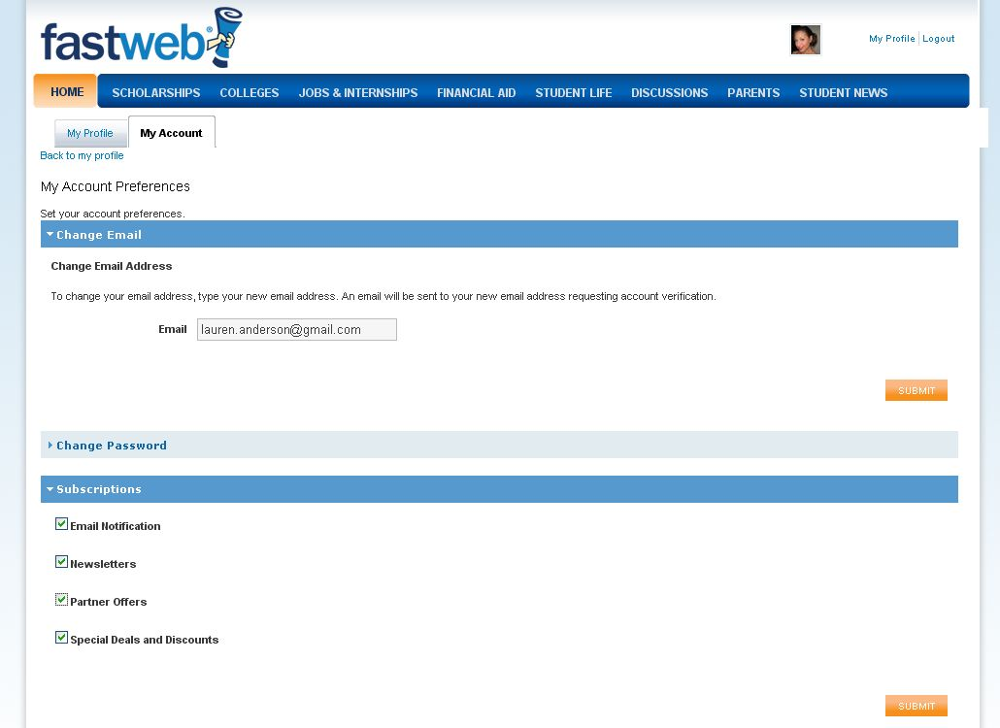 fastweb®
My Profile Logout
HOME SCHOLARSHIPS COLLEGES JOBS & INTERNSHIPS FINANCIAL AID STUDENT LIFE DISCUSSIONS PARENTS STUDENT NEWS
My Profile My Account
Back to my profile
My Account Preferences
Set your account preferences.
Change Email
Change Email Address
To change your email address, type your new email address. An email will be sent to your new email address requesting account verification.
Email lauren.anderson@gmail.com
SUBMIT
Change Password
Subscriptions
Email Notification
Newsletters
Partner Offers
Special Deals and Discounts
SUBMIT